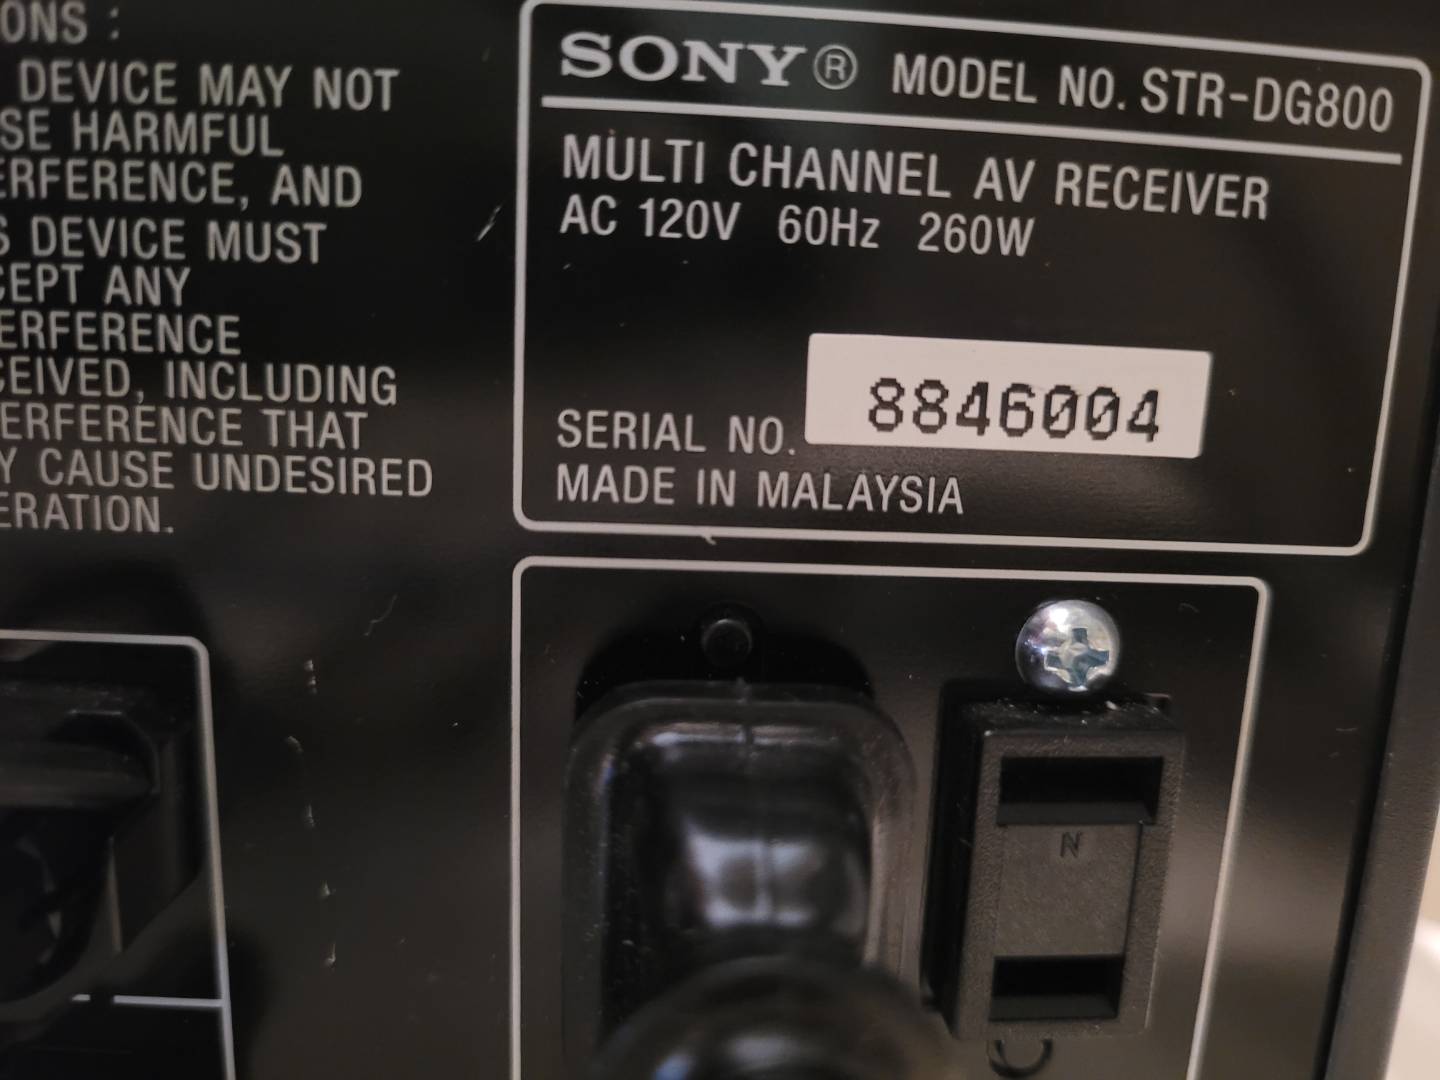 ONS :
DEVICE MAY NOT
SE HARMFUL
ERFERENCE, AND
S DEVICE MUST
CEPT ANY
ERFERENCE
CEIVED, INCLUDING
ERFERENCE THAT
Y CAUSE UNDESIRED
ERATION.
SONY® MODEL NO. STR-DG800
MULTI CHANNEL AV RECEIVER
AC 120V 60Hz 260W
SERIAL NO. 8846004
MADE IN MALAYSIA
N